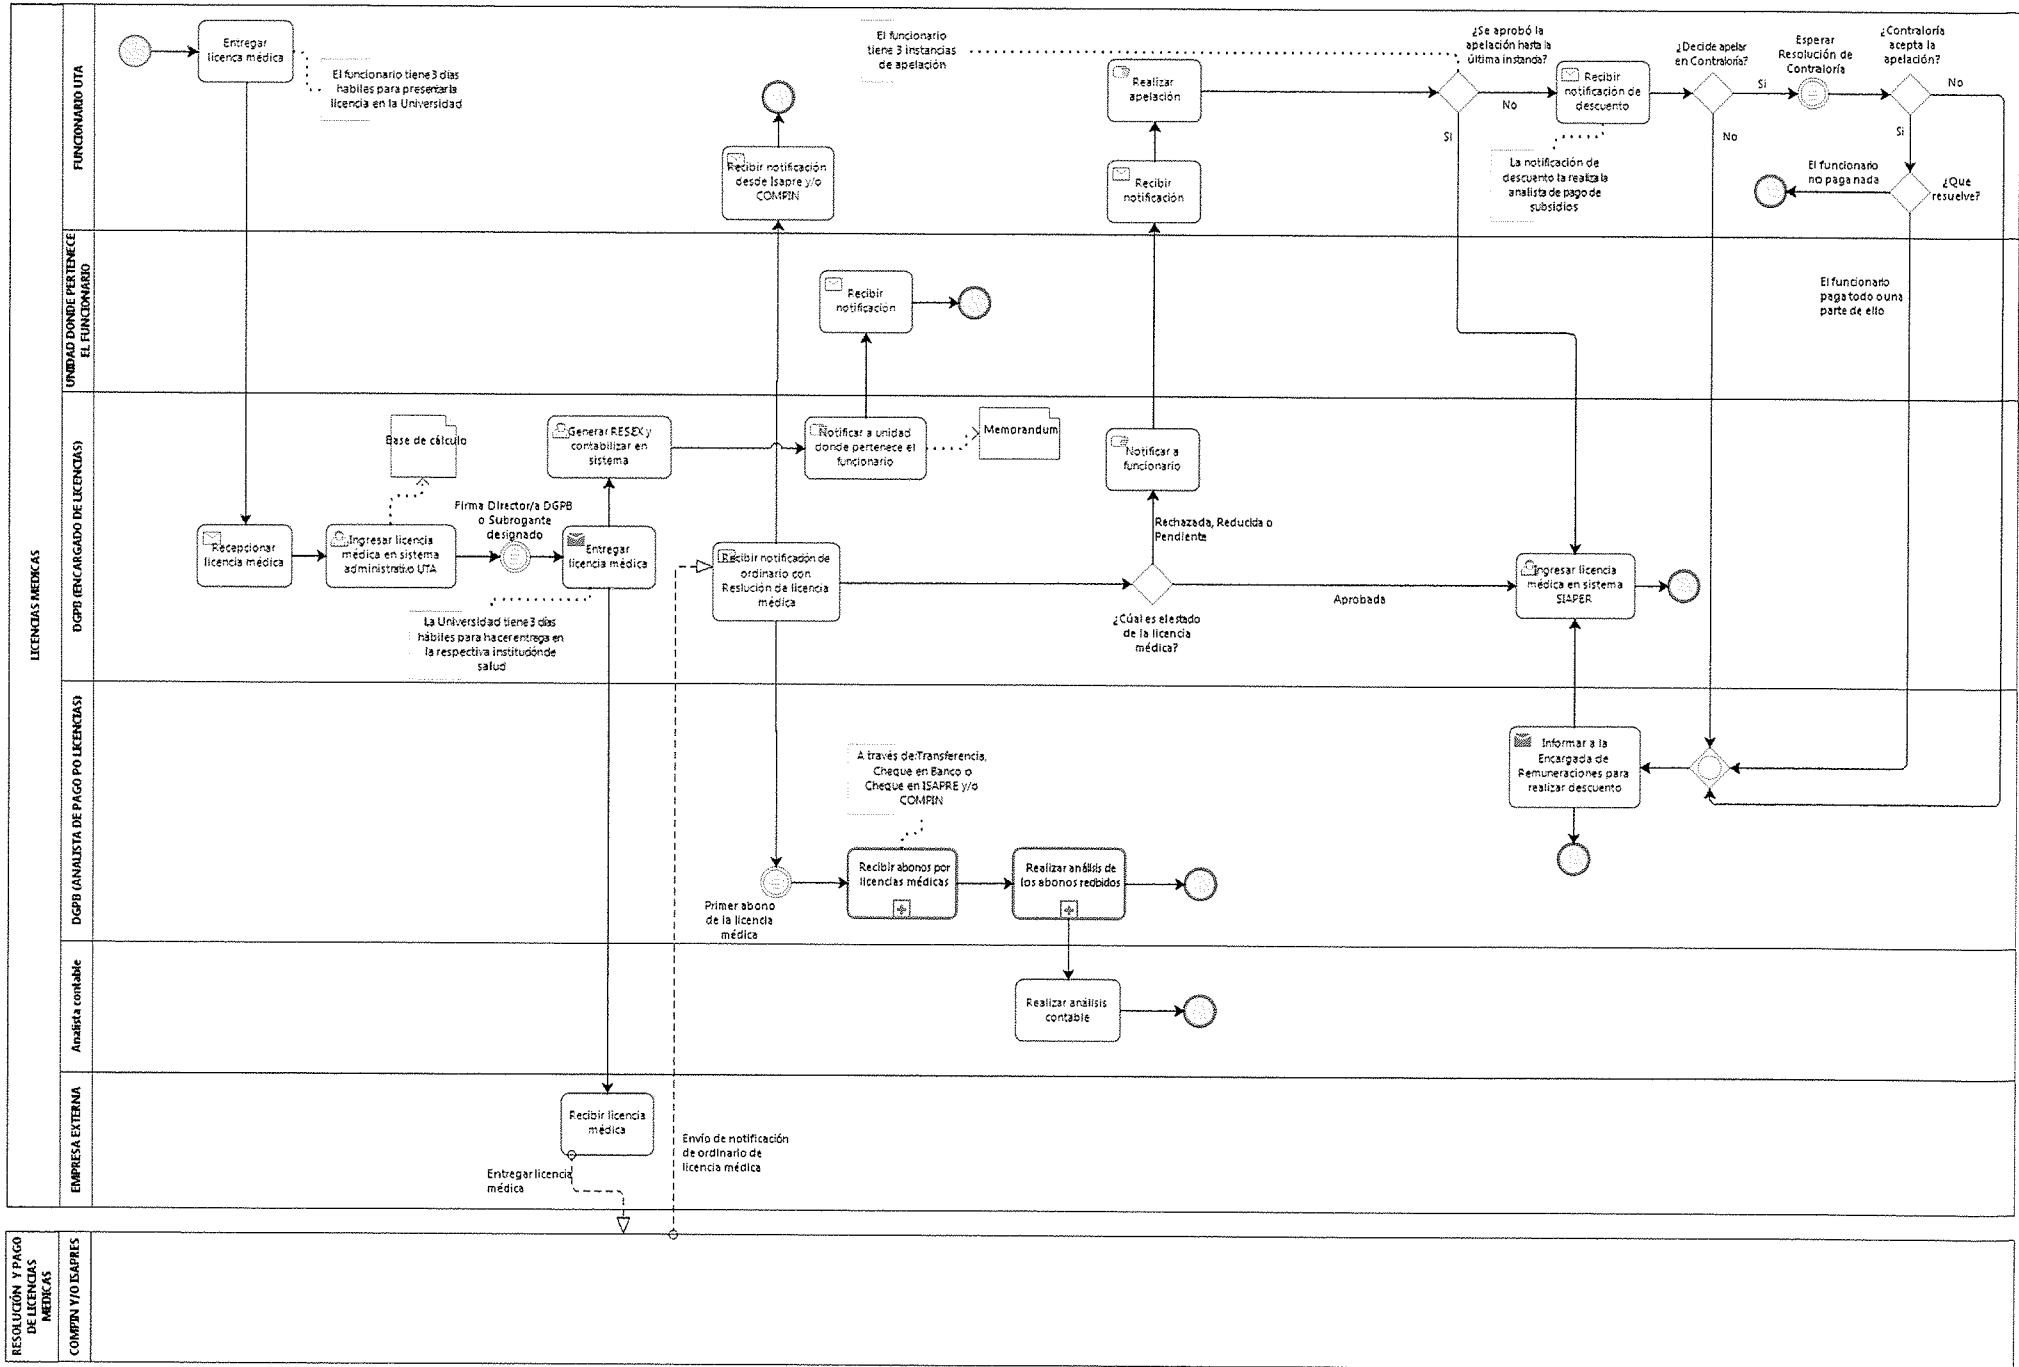 LICENCIAS MEDICAS
FUNCIONARIO UTA
Entregar
licenca médica
El funcionario tiene 3 días
hábiles para presentar la
licencia en la Universidad
Recibir notificación
desde Isapre y/o
COMPIN
El funcionario
tiene 3 instancias
de apelación
Realizar
apelación
Recibir
notificación
¿Se aprobó la
apelación hasta la
última instancia?
No
Si
Recibir
notificación de
descuento
La notificación de
descuento la realiza la
analista de pago de
subsidios
¿Decide apelar
en Contraloría?
Si
No
Esperar
Resolución de
Contraloría
¿Contraloría
acepta la
apelación?
No
Si
¿Que
resuelve?
El funcionario
no paga nada
UNIDAD DONDE PERTENECE
EL FUNCIONARIO
Recibir
notificación
El funcionario
paga todo o una
parte de ello
DGPB (ENCARGADO DE LICENCIAS)
Recepcionar
licencia médica
Base de cálculo
Ingresar licencia
médica en sistema
administrativo UTA
Firma Director/a DGPB
o Subrogante
designado
Entregar
licencia médica
La Universidad tiene 3 días
hábiles para hacer entrega en
la respectiva institución de
salud
Generar RESEX y
contabilizar en
sistema
Notificar a unidad
donde pertenece el
funcionario
Memorandum
Recibir notificación de
ordinario con
Reslución de licencia
médica
Notificar a
funcionario
Rechazada, Reducida o
Pendiente
¿Cúal es el estado
de la licencia
médica?
Aprobada
Ingresar licencia
médica en sistema
SIAPER
DGPB (ANALISTA DE PAGO PO LICENCIAS)
Primer abono
de la licencia
médica
A través de:Transferencia,
Cheque en Banco o
Cheque en ISAPRE y/o
COMPIN
Recibir abonos por
licencias médicas
Realizar análisis de
los abonos recibidos
Informar a la
Encargada de
Remuneraciones para
realizar descuento
Analista contable
Realizar análisis
contable
EMPRESA EXTERNA
Recibir licencia
médica
Entregar licencia
médica
Envío de notificación
de ordinario de
licencia médica
RESOLUCIÓN Y PAGO
DE LICENCIAS
MEDICAS
COMPIN Y/O ISAPRES